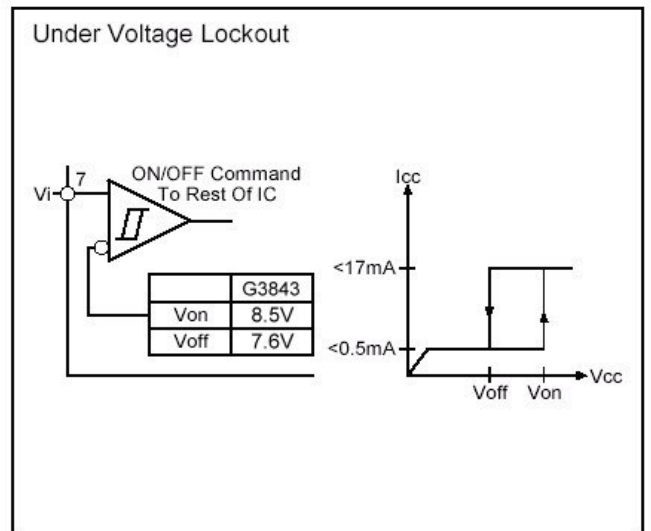 Under Voltage Lockout
Vi
7
ON/OFF Command
To Rest Of IC
G3843
Von 8.5V
Voff 7.6V
Icc
<17mA
<0.5mA
Voff Von
Vcc